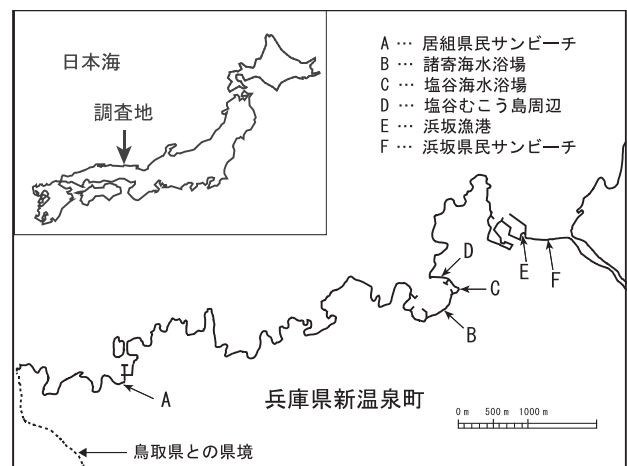 日本海
調査地
A … 居組県民サンビーチ
B … 諸寄海水浴場
C … 塩谷海水浴場
D … 塩谷むこう島周辺
E … 浜坂漁港
F … 浜坂県民サンビーチ
D
C
B
E
F
A
兵庫県新温泉町
0 m 500 m 1000 m
鳥取県との県境